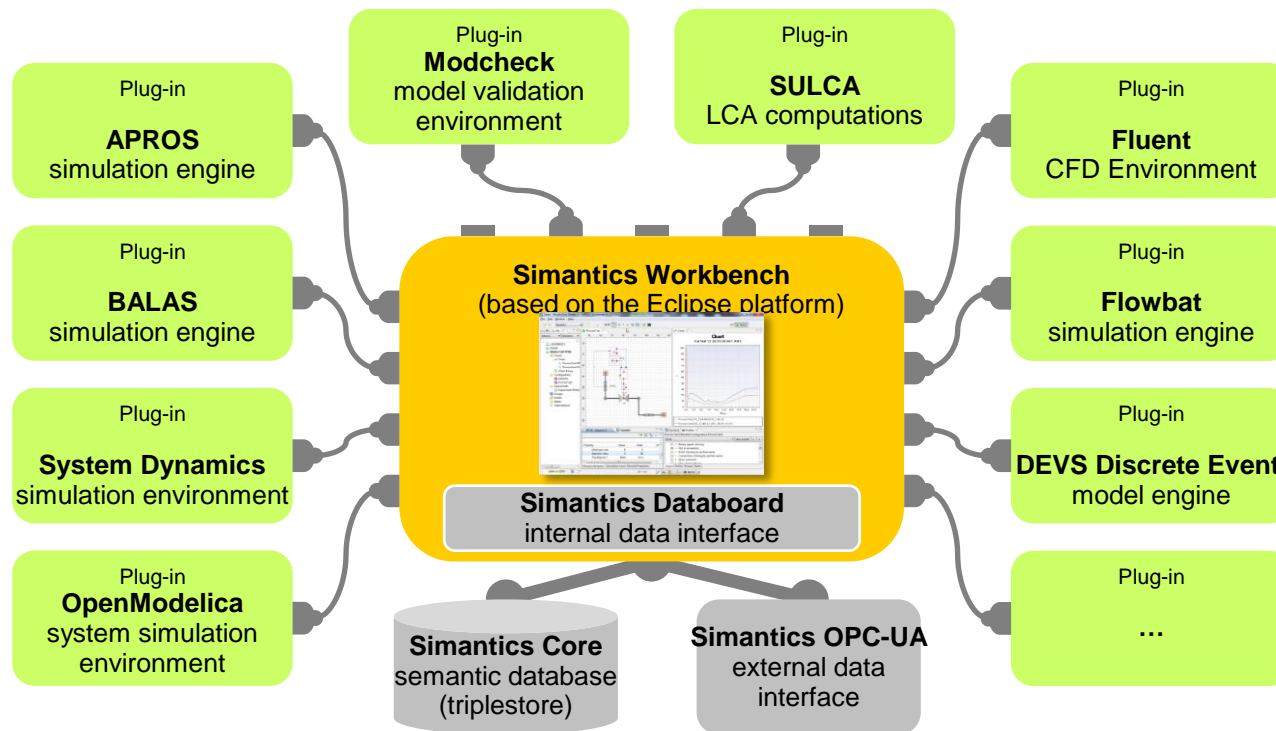 Plug-in
Modcheck
model validation
environment
Plug-in
SULCA
LCA computations
Plug-in
APROS
simulation engine
Plug-in
Fluent
CFD Environment
Plug-in
BALAS
simulation engine
Simantics Workbench
(based on the Eclipse platform)
Chart
Plug-in
Flowbat
simulation engine
Plug-in
System Dynamics
simulation environment
Plug-in
DEVS Discrete Event
model engine
Simantics Databoard
internal data interface
Plug-in
OpenModelica
system simulation
environment
Simantics Core
semantic database
(triplestore)
Simantics OPC-UA
external data
interface
Plug-in
...